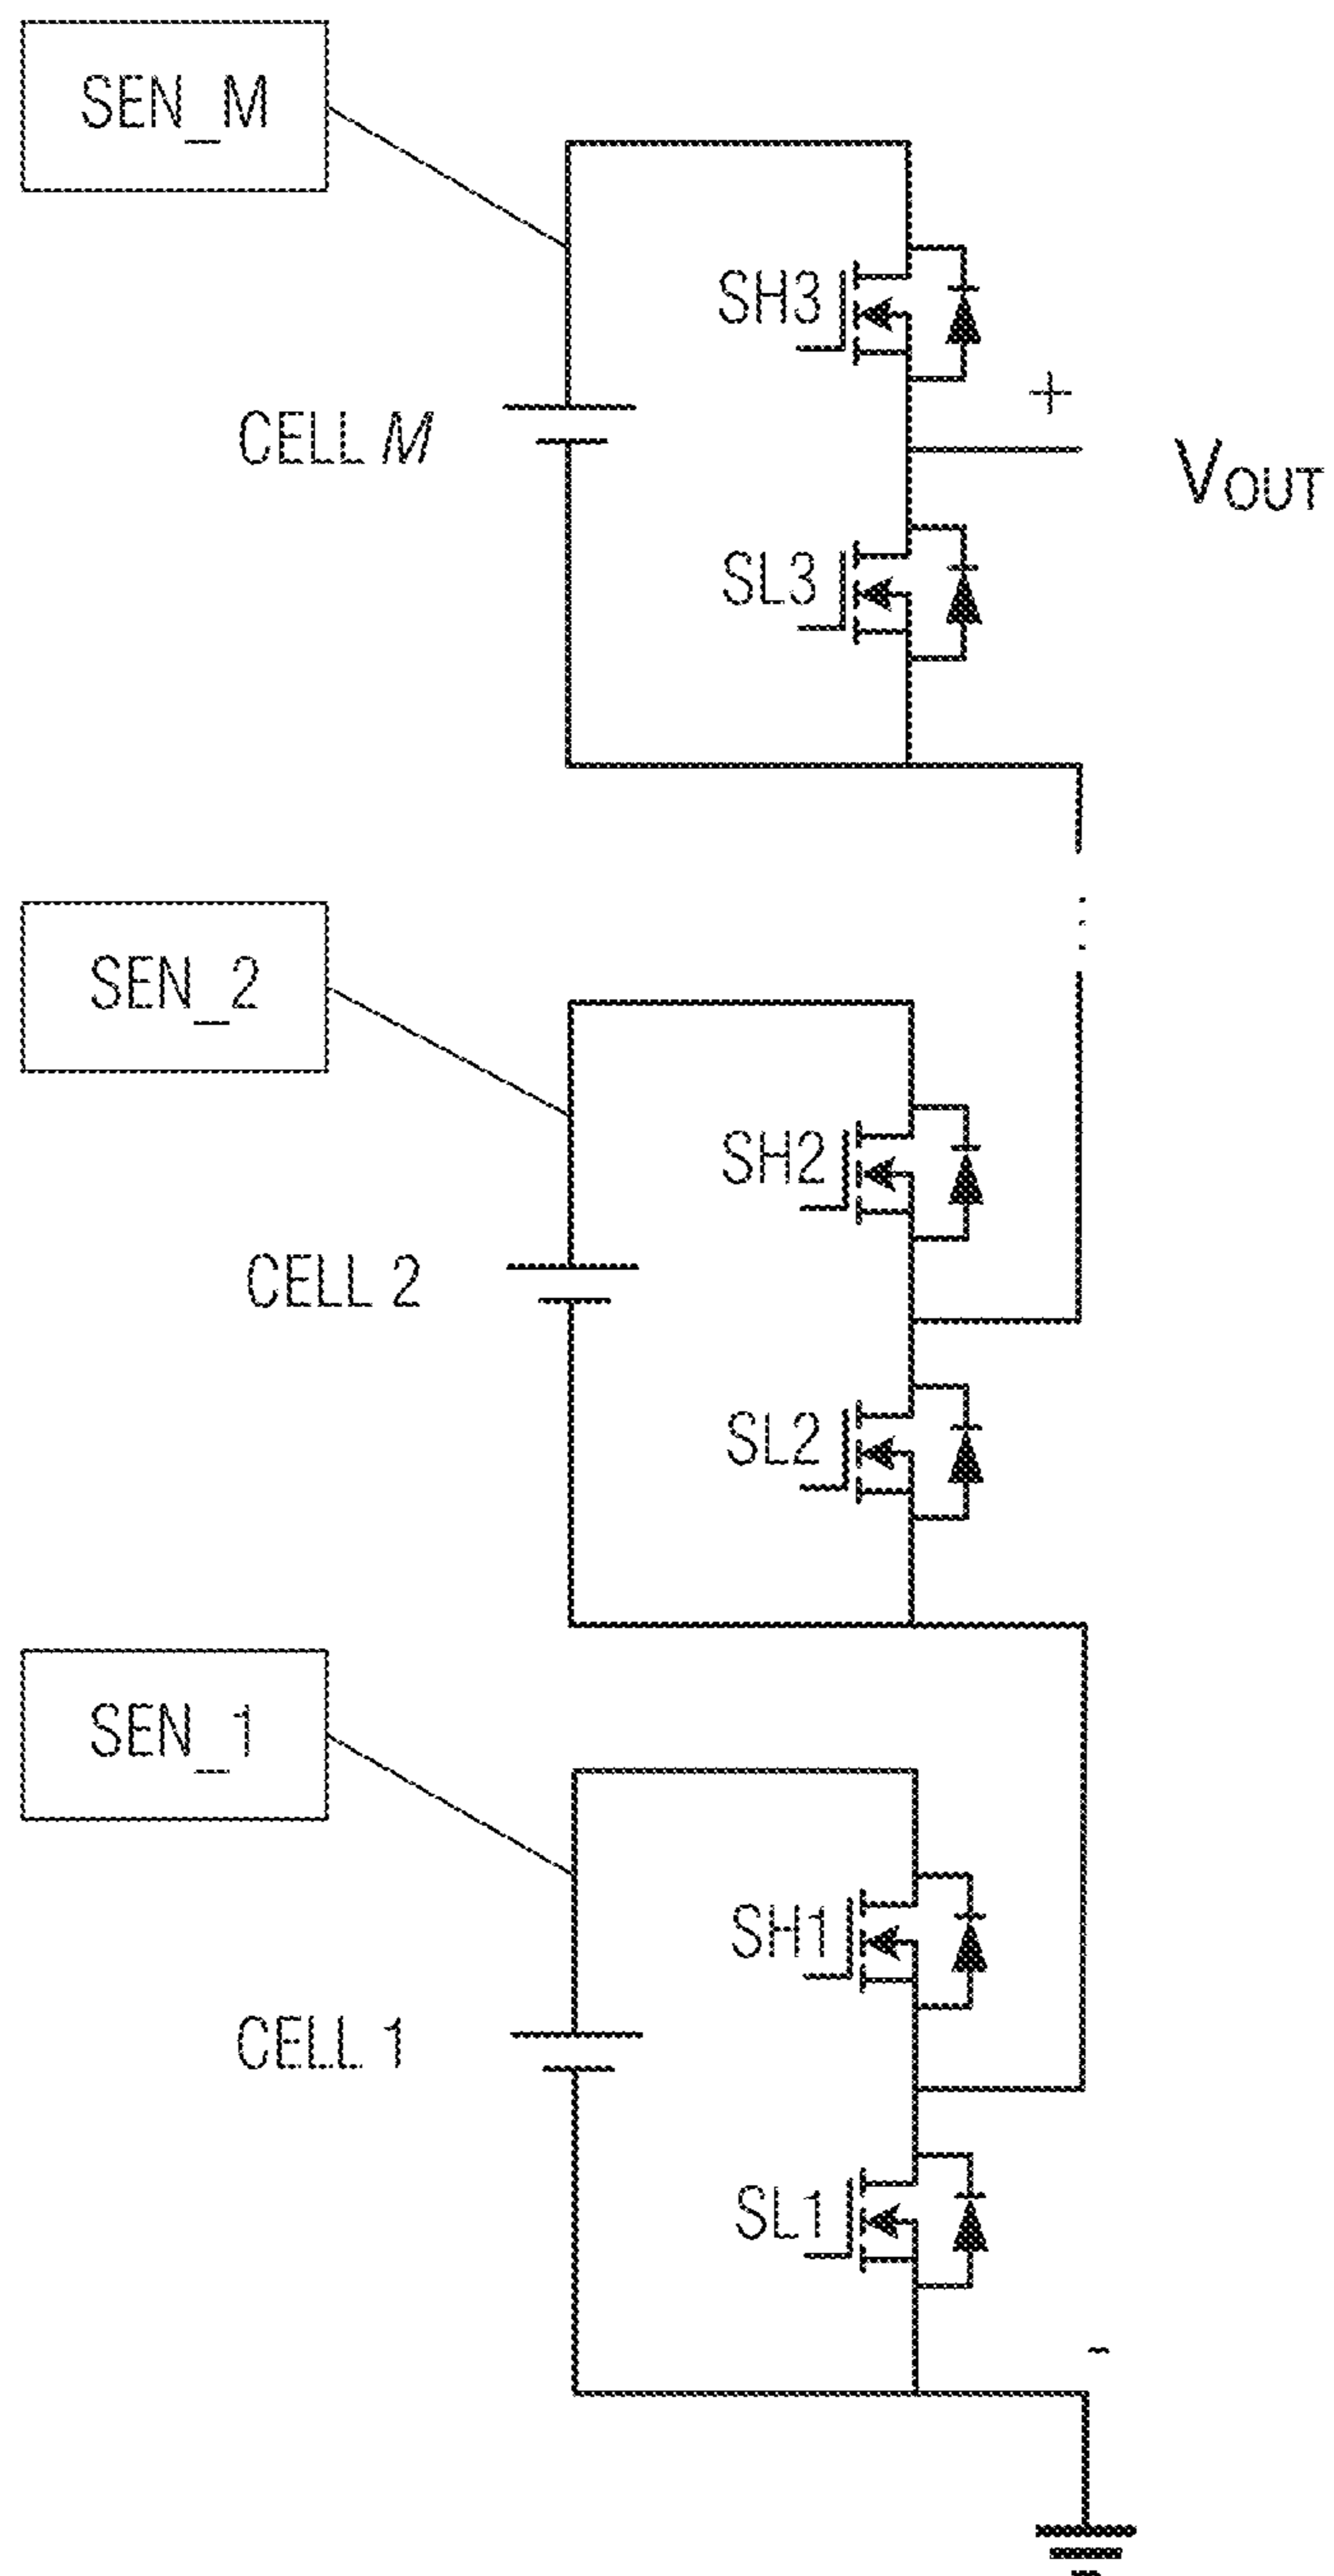 SEN_M
SH3
+
CELL M
VOUT
SL3
SEN_2
SH2
CELL 2
SL2
SEN_1
SH1
CELL 1
SL1
-